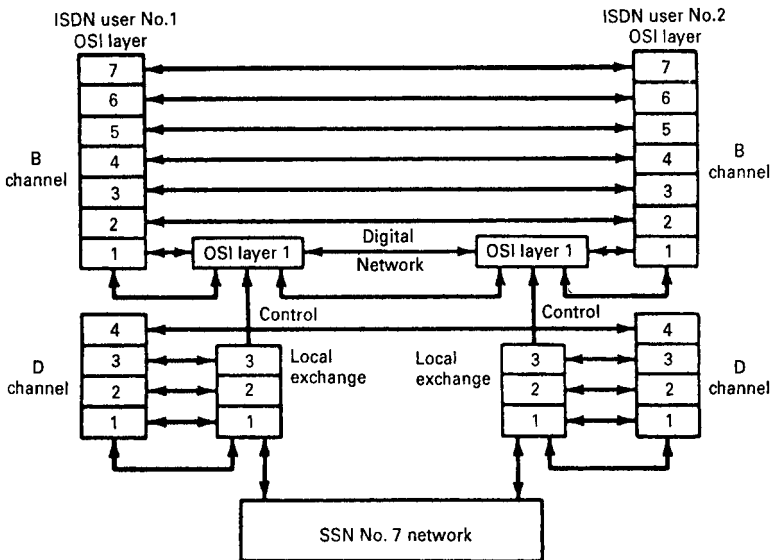 ISDN user No.1
OSI layer
ISDN user No.2
OSI layer
7
6
5
4
3
2
1
B
channel
7
6
5
4
3
2
1
B
channel
OSI layer 1
Digital
Network
OSI layer 1
Control
Control
4
3
2
1
D
channel
3
2
1
Local
exchange
Local
exchange
3
2
1
4
3
2
1
D
channel
SSN No. 7 network